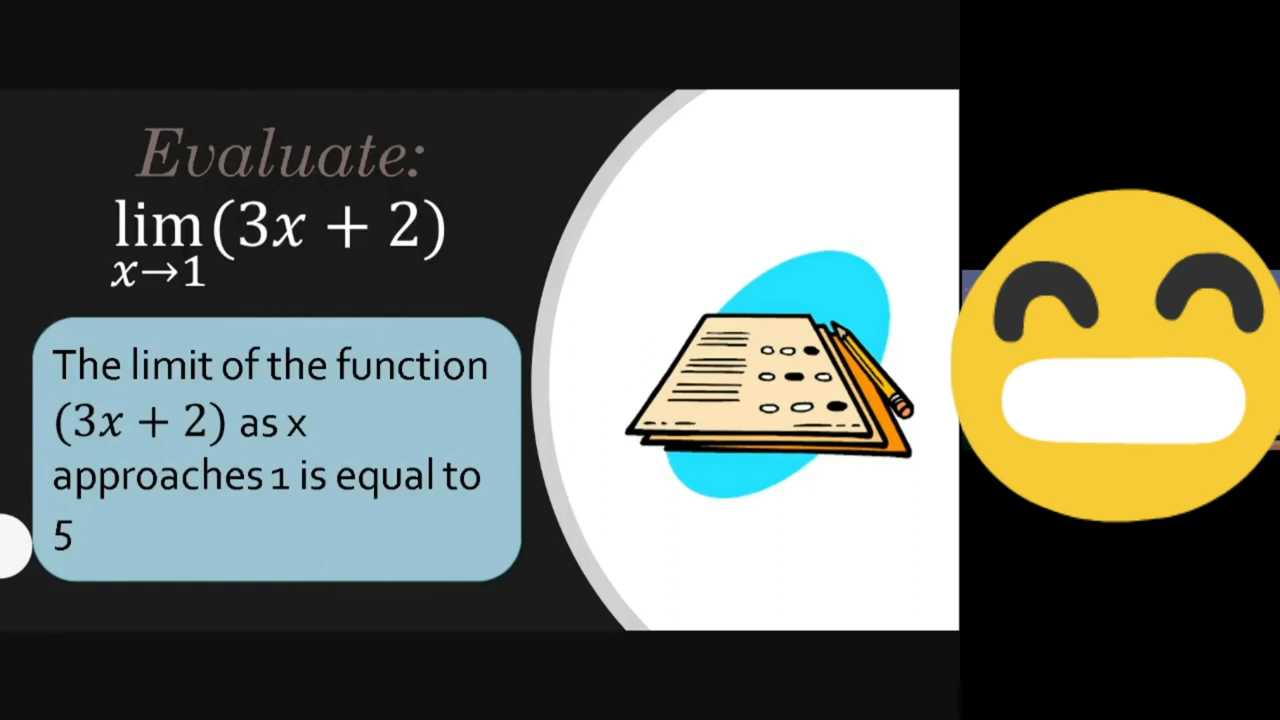 Evaluate:
lim(3x + 2)
x→1
The limit of the function
(3x + 2) as x
approaches 1 is equal to
5